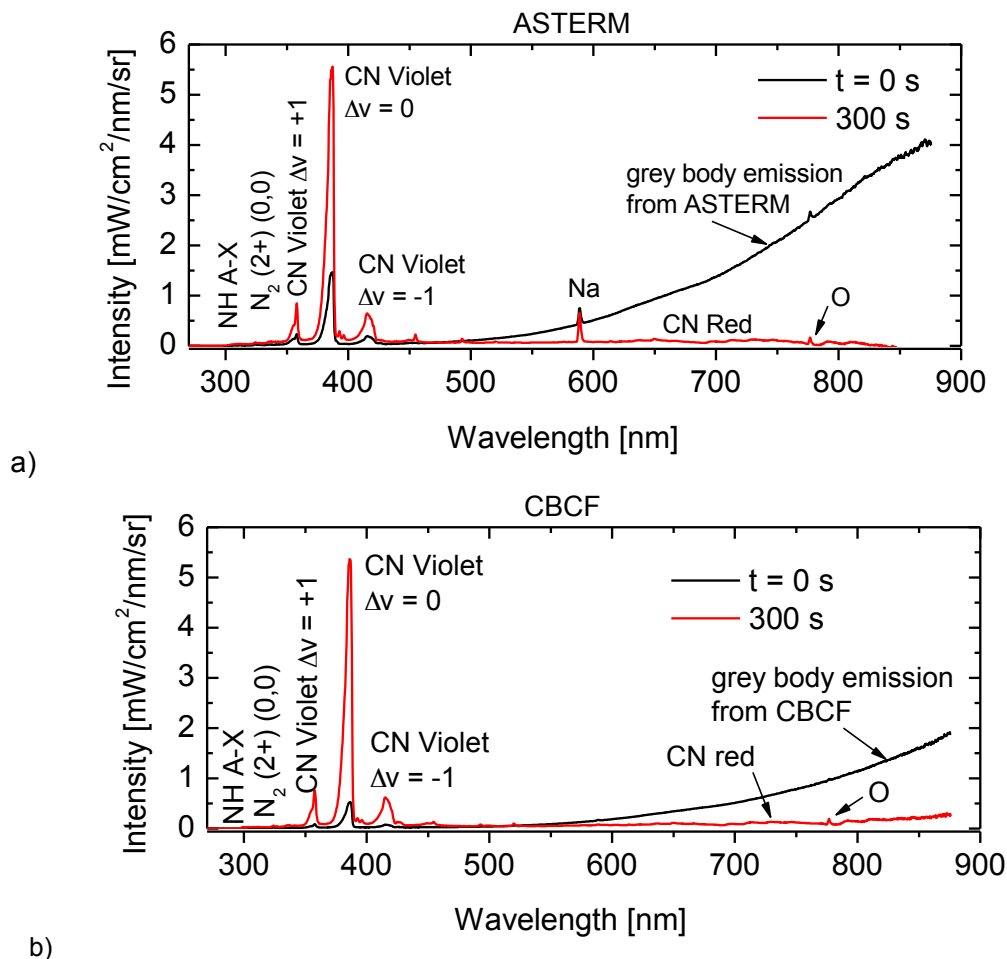 ASTERM
6
5
4
3
2
1
0
Intensity [mW/cm²/nm/sr]
NH A-X
N₂ (2+) (0,0)
CN Violet Δv = +1
CN Violet
Δv = 0
CN Violet
Δv = -1
t = 0 s
300 s
grey body emission
from ASTERM
Na
CN Red
O
300 400 500 600 700 800 900
Wavelength [nm]
a)
CBCF
6
5
4
3
2
1
0
Intensity [mW/cm²/nm/sr]
NH A-X
N₂ (2+) (0,0)
CN Violet Δv = +1
CN Violet
Δv = 0
CN Violet
Δv = -1
t = 0 s
300 s
grey body emission
from CBCF
CN red
O
300 400 500 600 700 800 900
Wavelength [nm]
b)